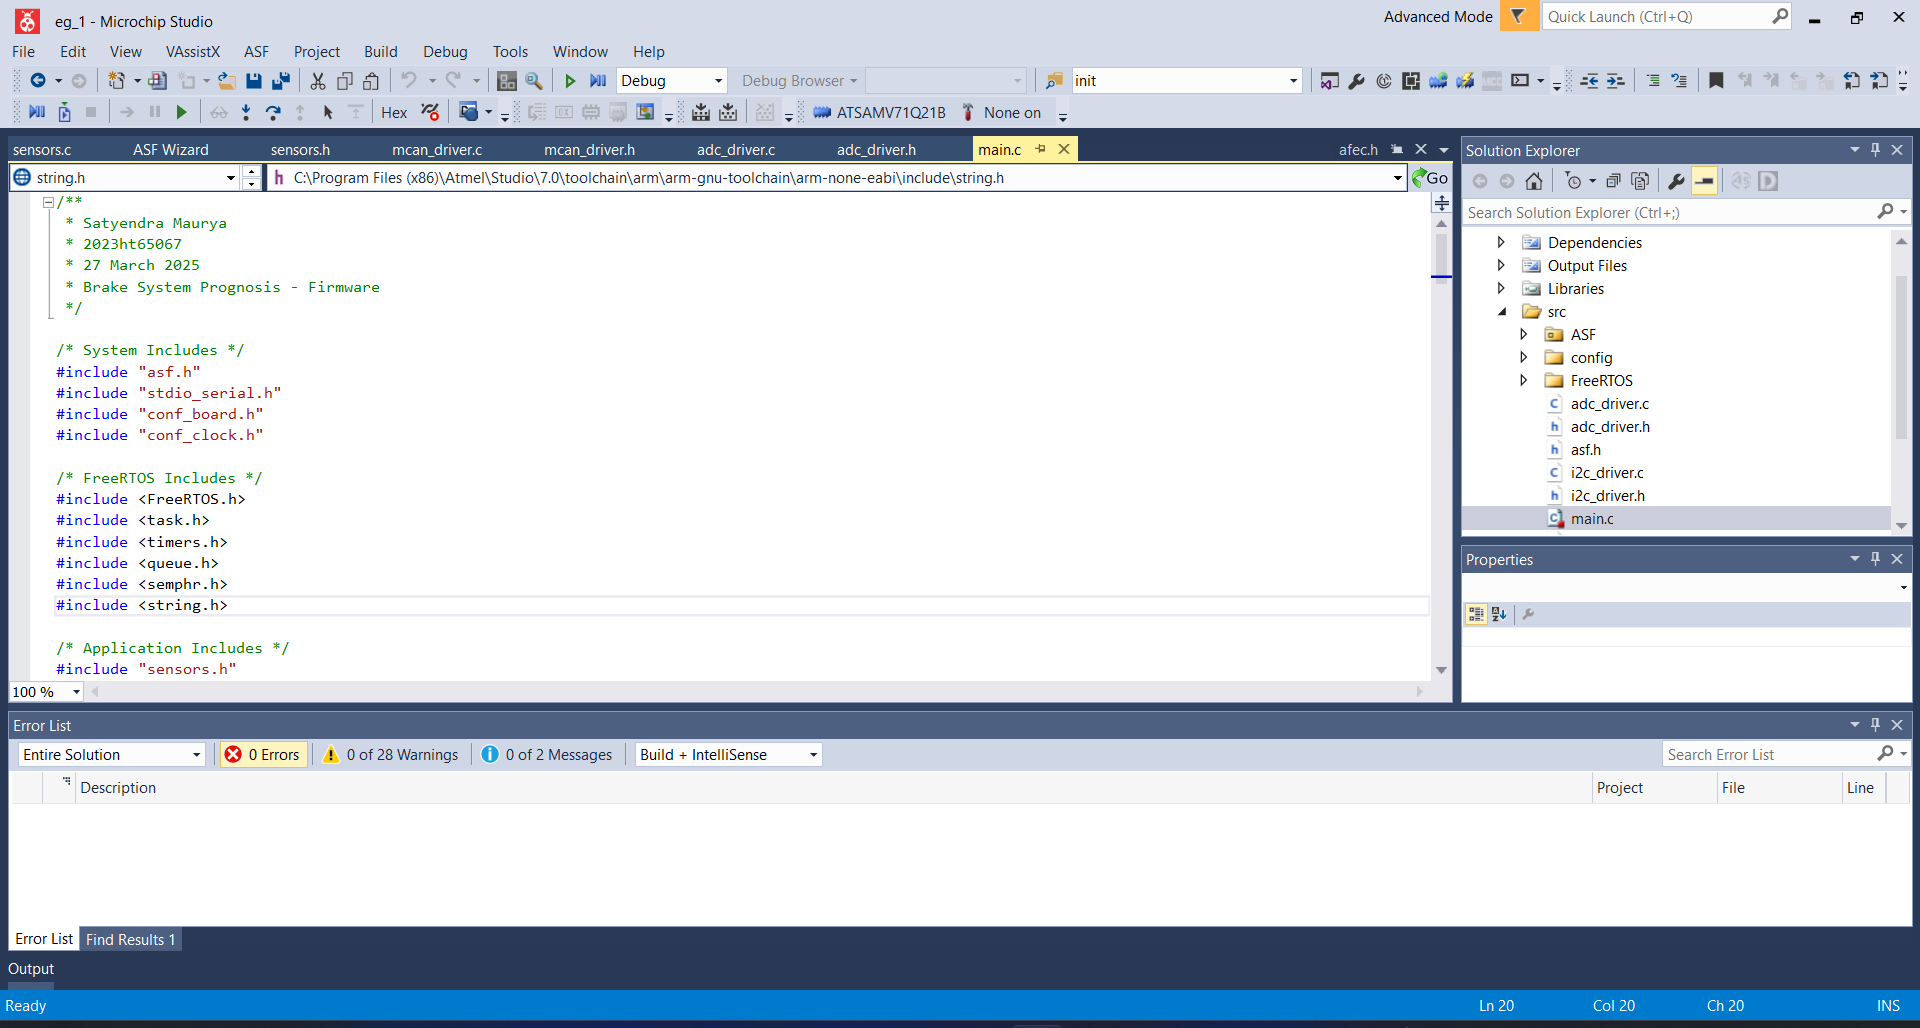 eg_1 - Microchip Studio
Advanced Mode
Quick Launch (Ctrl+Q)
File Edit View VAssistX ASF Project Build Debug Tools Window Help
Debug
Debug Browser
init
Hex
ATSAMV71Q21B
None on
sensors.c ASF Wizard sensors.h mcan_driver.c mcan_driver.h adc_driver.c adc_driver.h main.c afec.h
string.h
h C:\Program Files (x86)\Atmel\Studio\7.0\toolchain\arm\arm-gnu-toolchain\arm-none-eabi\include\string.h
Go
/**
* Satyendra Maurya
* 2023ht65067
* 27 March 2025
* Brake System Prognosis - Firmware
*/
/* System Includes */
#include "asf.h"
#include "stdio_serial.h"
#include "conf_board.h"
#include "conf_clock.h"
/* FreeRTOS Includes */
#include <FreeRTOS.h>
#include <task.h>
#include <timers.h>
#include <queue.h>
#include <semphr.h>
#include <string.h>
/* Application Includes */
#include "sensors.h"
100 %
Solution Explorer
Search Solution Explorer (Ctrl+;)
Dependencies
Output Files
Libraries
src
ASF
config
FreeRTOS
adc_driver.c
adc_driver.h
asf.h
i2c_driver.c
i2c_driver.h
main.c
Properties
Error List
Entire Solution
0 Errors
0 of 28 Warnings
0 of 2 Messages
Build + IntelliSense
Search Error List
Description Project File Line
Error List Find Results 1
Output
Ready
Ln 20 Col 20 Ch 20 INS